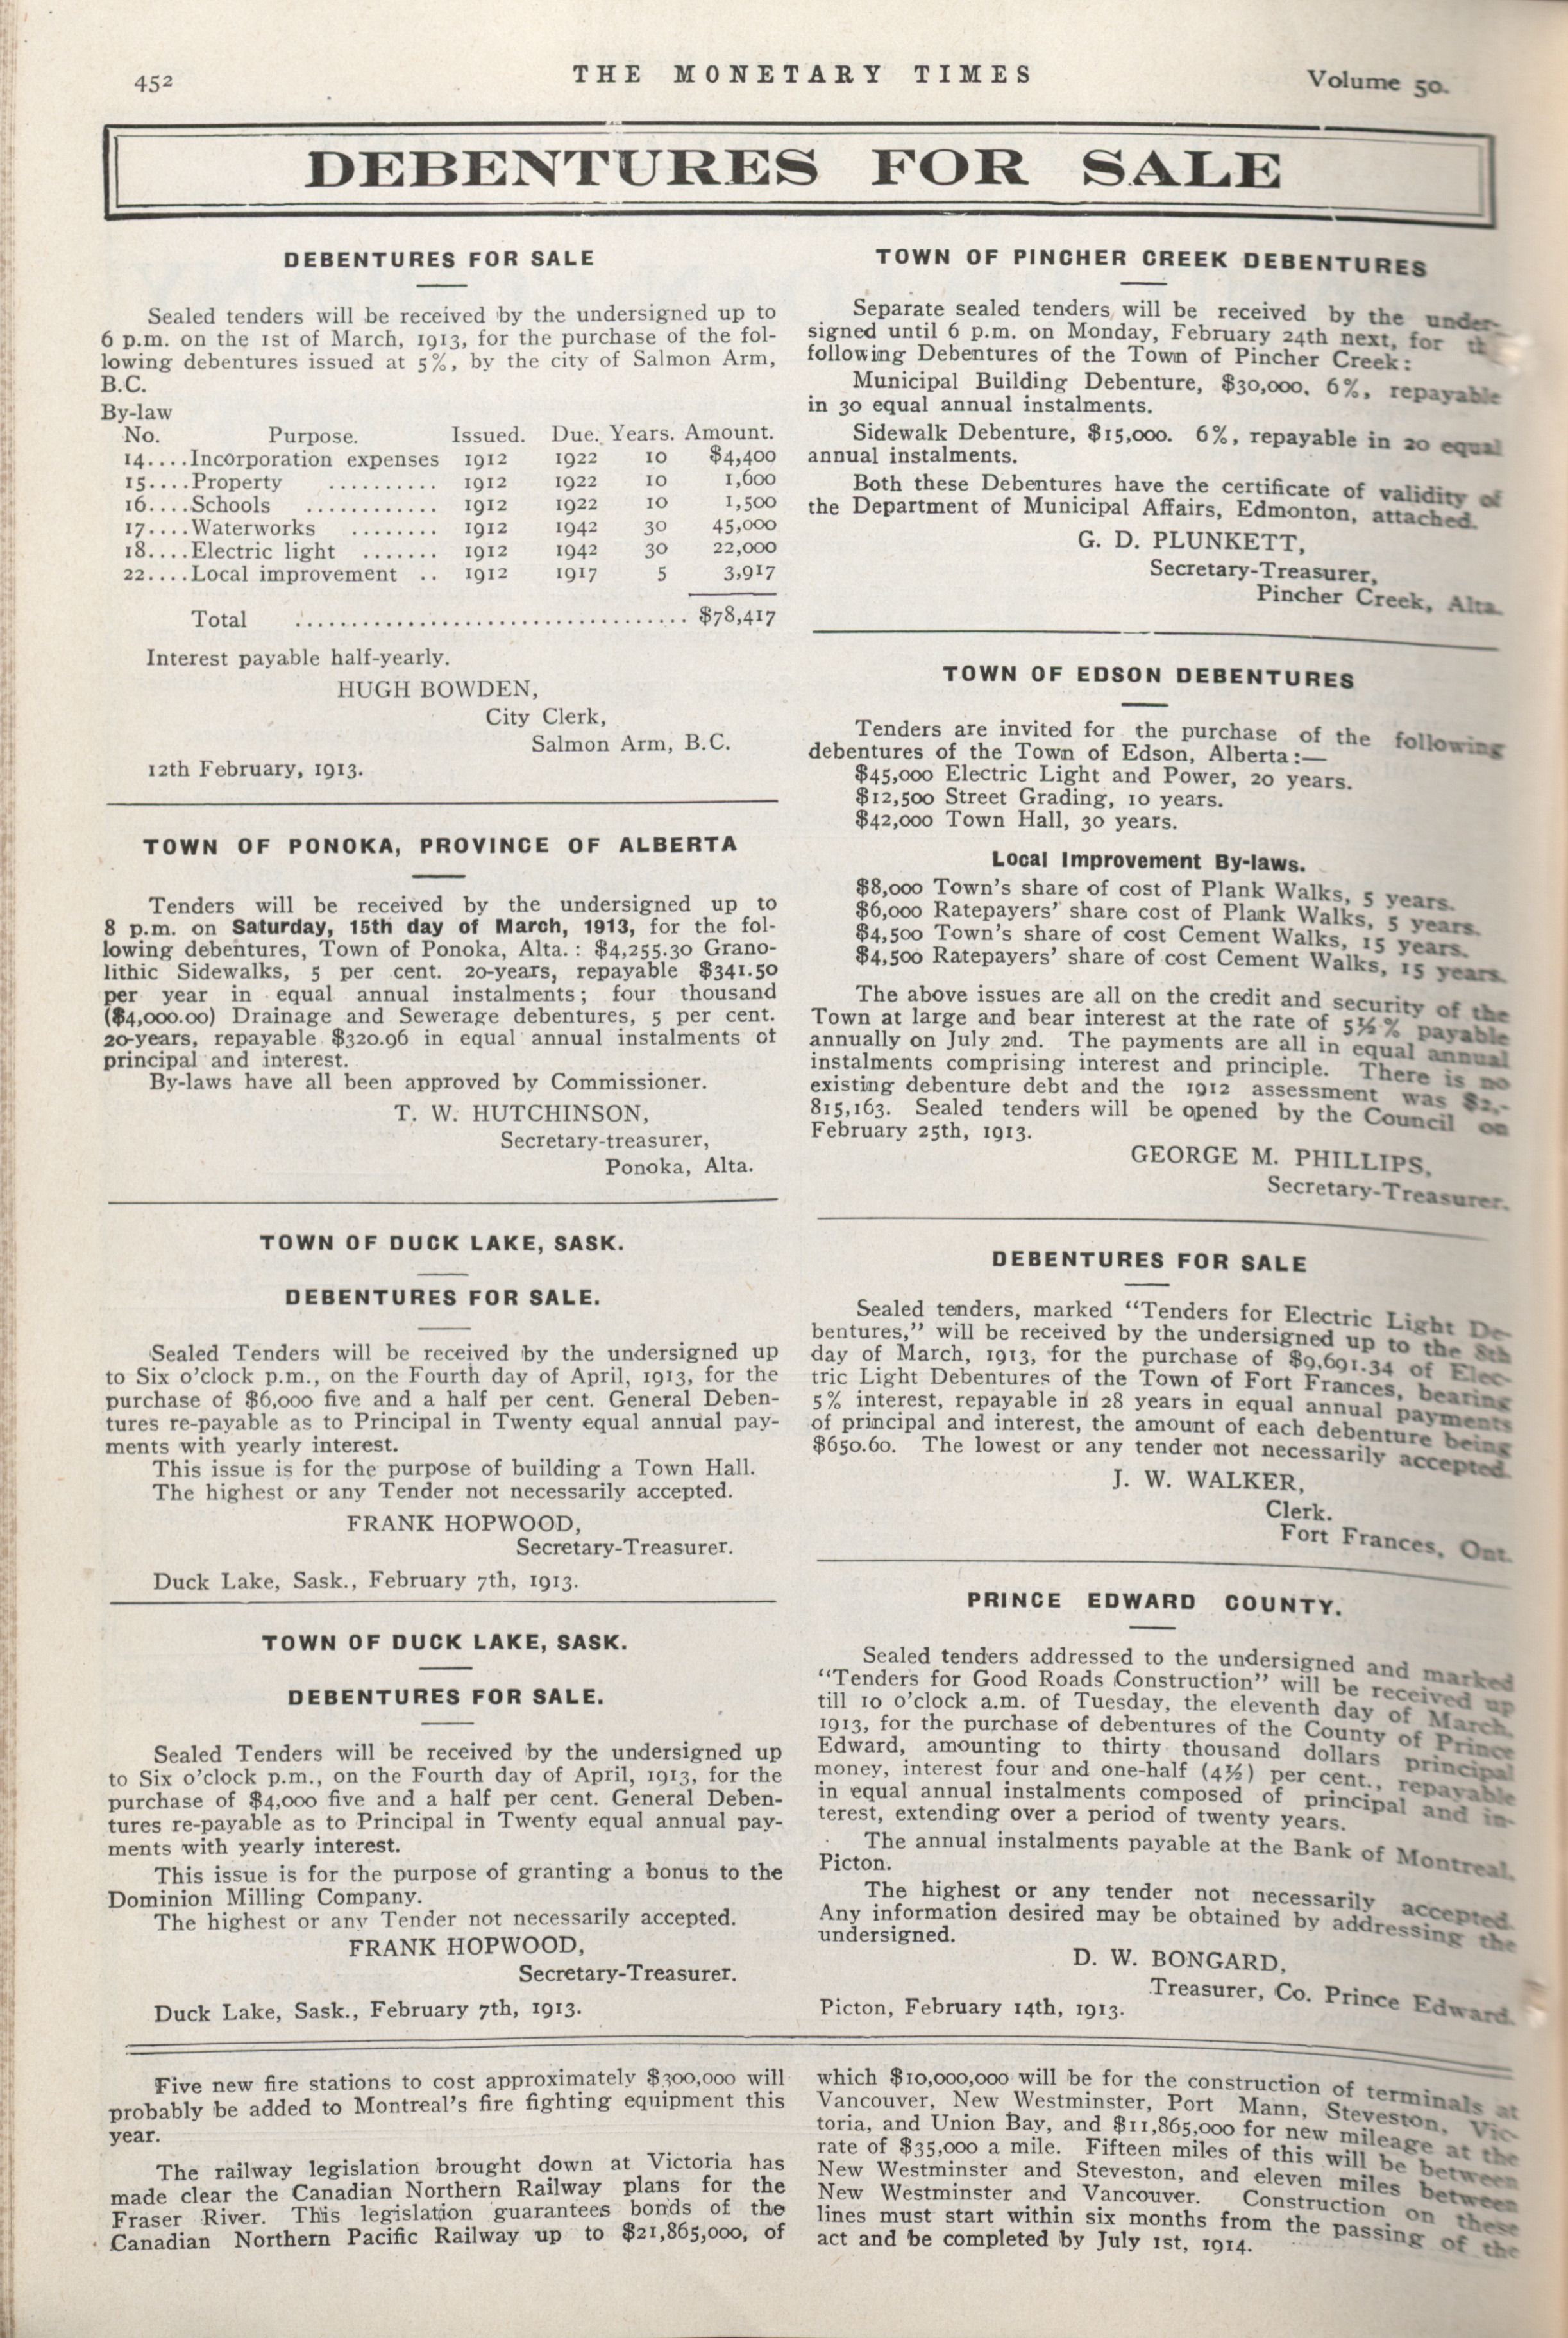 452
THE MONETARY TIMES
Volume 50.
DEBENTURES FOR SALE
DEBENTURES FOR SALE
Sealed tenders will be received by the undersigned up to
6 p.m. on the 1st of March, 1913, for the purchase of the fol-
lowing debentures issued at 5%, by the city of Salmon Arm,
B.C.
By-law
No. Purpose. Issued. Due. Years. Amount.
14....Incorporation expenses 1912 1922 10 $4,400
15....Property .......... 1912 1922 10 1,600
16....Schools ............ 1912 1922 10 1,500
17....Waterworks ........ 1912 1942 30 45,000
18....Electric light ....... 1912 1942 30 22,000
22....Local improvement .. 1912 1917 5 3,917
Total ................................... $78,417
Interest payable half-yearly.
HUGH BOWDEN,
City Clerk,
Salmon Arm, B.C.
12th February, 1913.
TOWN OF PONOKA, PROVINCE OF ALBERTA
Tenders will be received by the undersigned up to
8 p.m. on Saturday, 15th day of March, 1913, for the fol-
lowing debentures, Town of Ponoka, Alta.: $4,255.30 Grano-
lithic Sidewalks, 5 per cent. 20-years, repayable $341.50
per year in equal annual instalments; four thousand
($4,000.00) Drainage and Sewerage debentures, 5 per cent.
20-years, repayable $320.96 in equal annual instalments of
principal and interest.
By-laws have all been approved by Commissioner.
T. W. HUTCHINSON,
Secretary-treasurer,
Ponoka, Alta.
TOWN OF DUCK LAKE, SASK.
DEBENTURES FOR SALE.
Sealed Tenders will be received by the undersigned up
to Six o'clock p.m., on the Fourth day of April, 1913, for the
purchase of $6,000 five and a half per cent. General Deben-
tures re-payable as to Principal in Twenty equal annual pay-
ments with yearly interest.
This issue is for the purpose of building a Town Hall.
The highest or any Tender not necessarily accepted.
FRANK HOPWOOD,
Secretary-Treasurer.
Duck Lake, Sask., February 7th, 1913.
TOWN OF DUCK LAKE, SASK.
DEBENTURES FOR SALE.
Sealed Tenders will be received by the undersigned up
to Six o'clock p.m., on the Fourth day of April, 1913, for the
purchase of $4,000 five and a half per cent. General Deben-
tures re-payable as to Principal in Twenty equal annual pay-
ments with yearly interest.
This issue is for the purpose of granting a bonus to the
Dominion Milling Company.
The highest or any Tender not necessarily accepted.
FRANK HOPWOOD,
Secretary-Treasurer.
Duck Lake, Sask., February 7th, 1913.
TOWN OF PINCHER CREEK DEBENTURES
Separate sealed tenders will be received by the under-
signed until 6 p.m. on Monday, February 24th next, for
following Debentures of the Town of Pincher Creek:
Municipal Building Debenture, $30,000, 6%, repayable
in 30 equal annual instalments.
Sidewalk Debenture, $15,000. 6%, repayable in 20 equal
annual instalments.
Both these Debentures have the certificate of validity of
the Department of Municipal Affairs, Edmonton, attached.
G. D. PLUNKETT,
Secretary-Treasurer,
Pincher Creek, Alta.
TOWN OF EDSON DEBENTURES
Tenders are invited for the purchase of the following
debentures of the Town of Edson, Alberta:—
$45,000 Electric Light and Power, 20 years.
$12,500 Street Grading, 10 years.
$42,000 Town Hall, 30 years.
Local Improvement By-laws.
$8,000 Town's share of cost of Plank Walks, 5 years.
$6,000 Ratepayers' share cost of Plank Walks, 5 years.
$4,500 Town's share of cost Cement Walks, 15 years.
$4,500 Ratepayers' share of cost Cement Walks, 15 years.
The above issues are all on the credit and security of the
Town at large and bear interest at the rate of 5½% payable
annually on July 2nd. The payments are all in equal annual
instalments comprising interest and principle. There is no
existing debenture debt and the 1912 assessment was $2,-
815,163. Sealed tenders will be opened by the Council on
February 25th, 1913.
GEORGE M. PHILLIPS,
Secretary-Treasurer.
DEBENTURES FOR SALE
Sealed tenders, marked "Tenders for Electric Light De-
bentures," will be received by the undersigned up to the 8th
day of March, 1913, for the purchase of $9,691.34 of Elec-
tric Light Debentures of the Town of Fort Frances, bearing
5% interest, repayable in 28 years in equal annual payments
of principal and interest, the amount of each debenture being
$650.60. The lowest or any tender not necessarily accepted.
J. W. WALKER,
Clerk.
Fort Frances, Ont.
PRINCE EDWARD COUNTY.
Sealed tenders addressed to the undersigned and marked
"Tenders for Good Roads Construction" will be received up
till 10 o'clock a.m. of Tuesday, the eleventh day of March,
1913, for the purchase of debentures of the County of Prince
Edward, amounting to thirty thousand dollars principal
money, interest four and one-half (4½) per cent., repayable
in equal annual instalments composed of principal and in-
terest, extending over a period of twenty years.
The annual instalments payable at the Bank of Montreal,
Picton.
The highest or any tender not necessarily accepted.
Any information desired may be obtained by addressing the
undersigned.
D. W. BONGARD,
Treasurer, Co. Prince Edward.
Picton, February 14th, 1913.
Five new fire stations to cost approximately $300,000 will
probably be added to Montreal's fire fighting equipment this
year.
The railway legislation brought down at Victoria has
made clear the Canadian Northern Railway plans for the
Fraser River. This legislation guarantees bonds of the
Canadian Northern Pacific Railway up to $21,865,000, of
which $10,000,000 will be for the construction of terminals at
Vancouver, New Westminster, Port Mann, Steveston, Vic-
toria, and Union Bay, and $11,865,000 for new mileage at the
rate of $35,000 a mile. Fifteen miles of this will be between
New Westminster and Steveston, and eleven miles between
New Westminster and Vancouver. Construction on these
lines must start within six months from the passing of the
act and be completed by July 1st, 1914.